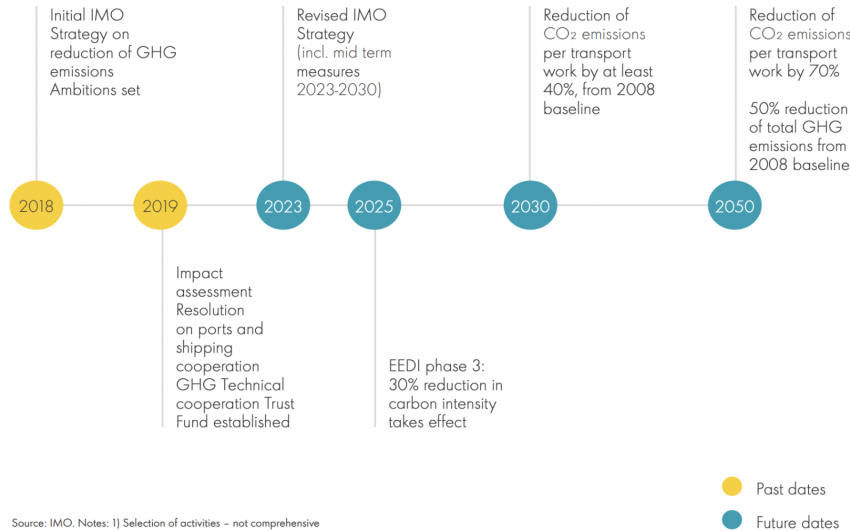 Initial IMO
Strategy on
reduction of GHG
emissions
Ambitions set
Revised IMO
Strategy
(incl. mid term
measures
2023-2030)
Reduction of
CO₂ emissions
per transport
work by at least
40%, from 2008
baseline
Reduction of
CO₂ emissions
per transport
work by 70%
50% reduction
of total GHG
emissions from
2008 baseline
2018
2019
2023
2025
2030
2050
Impact
assessment
Resolution
on ports and
shipping
cooperation
GHG Technical
cooperation Trust
Fund established
EEDI phase 3:
30% reduction in
carbon intensity
takes effect
Past dates
Future dates
Source: IMO. Notes: 1) Selection of activities – not comprehensive